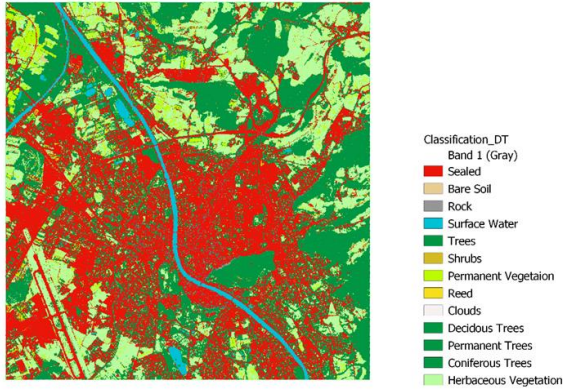 Classification_DT
Band 1 (Gray)
Sealed
Bare Soil
Rock
Surface Water
Trees
Shrubs
Permanent Vegetaion
Reed
Clouds
Decidous Trees
Permanent Trees
Coniferous Trees
Herbaceous Vegetation